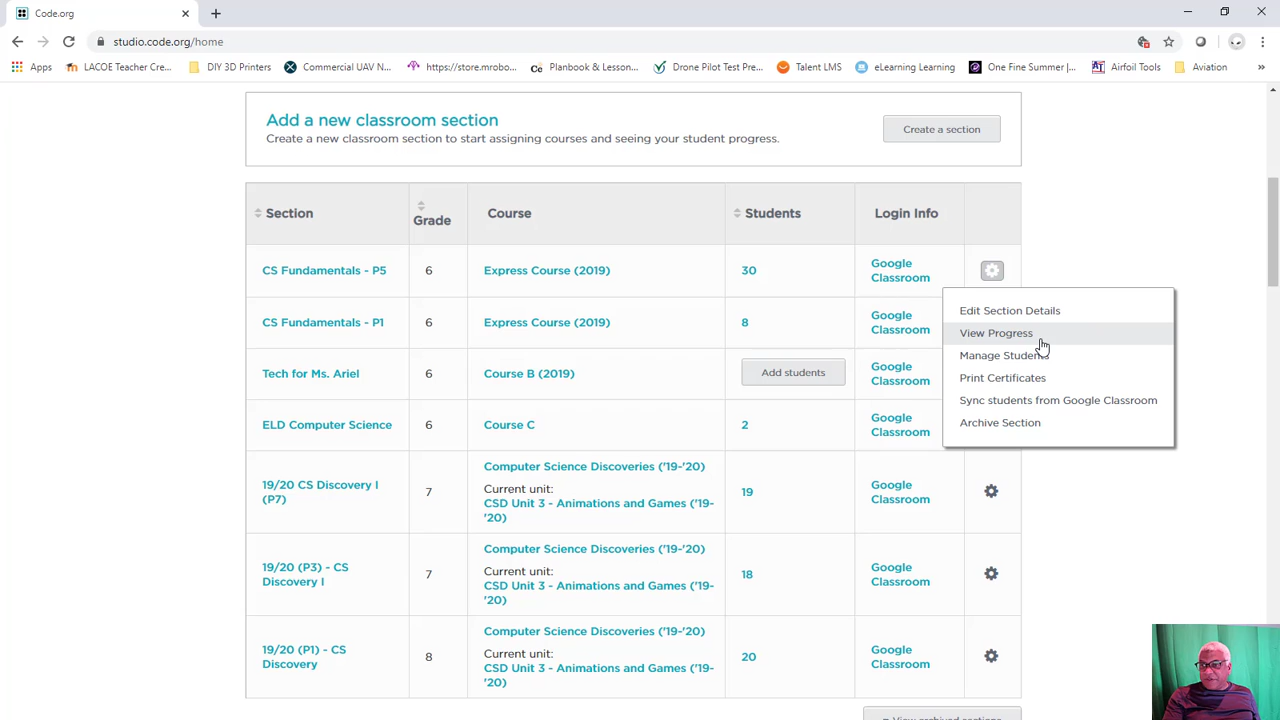 Code.org
studio.code.org/home
Apps
LACOE Teacher Cre...
DIY 3D Printers
Commercial UAV N...
https://store.mrobo...
Planbook & Lesson...
Drone Pilot Test Pre...
Talent LMS
eLearning Learning
One Fine Summer |...
Airfoil Tools
Aviation
Add a new classroom section
Create a new classroom section to start assigning courses and seeing your student progress.
Create a section
Section
Grade
Course
Students
Login Info
CS Fundamentals - P5
6
Express Course (2019)
30
Google
Classroom
Edit Section Details
View Progress
Manage Students
Print Certificates
Sync students from Google Classroom
Archive Section
CS Fundamentals - P1
6
Express Course (2019)
8
Google
Classroom
Tech for Ms. Ariel
6
Course B (2019)
Add students
Google
Classroom
ELD Computer Science
6
Course C
2
Google
Classroom
19/20 CS Discovery I
(P7)
7
Computer Science Discoveries ('19-'20)
Current unit:
CSD Unit 3 - Animations and Games ('19-
'20)
19
Google
Classroom
19/20 (P3) - CS
Discovery I
7
Computer Science Discoveries ('19-'20)
Current unit:
CSD Unit 3 - Animations and Games ('19-
'20)
18
Google
Classroom
19/20 (P1) - CS
Discovery
8
Computer Science Discoveries ('19-'20)
Current unit:
CSD Unit 3 - Animations and Games ('19-
'20)
20
Google
Classroom
View archived sections